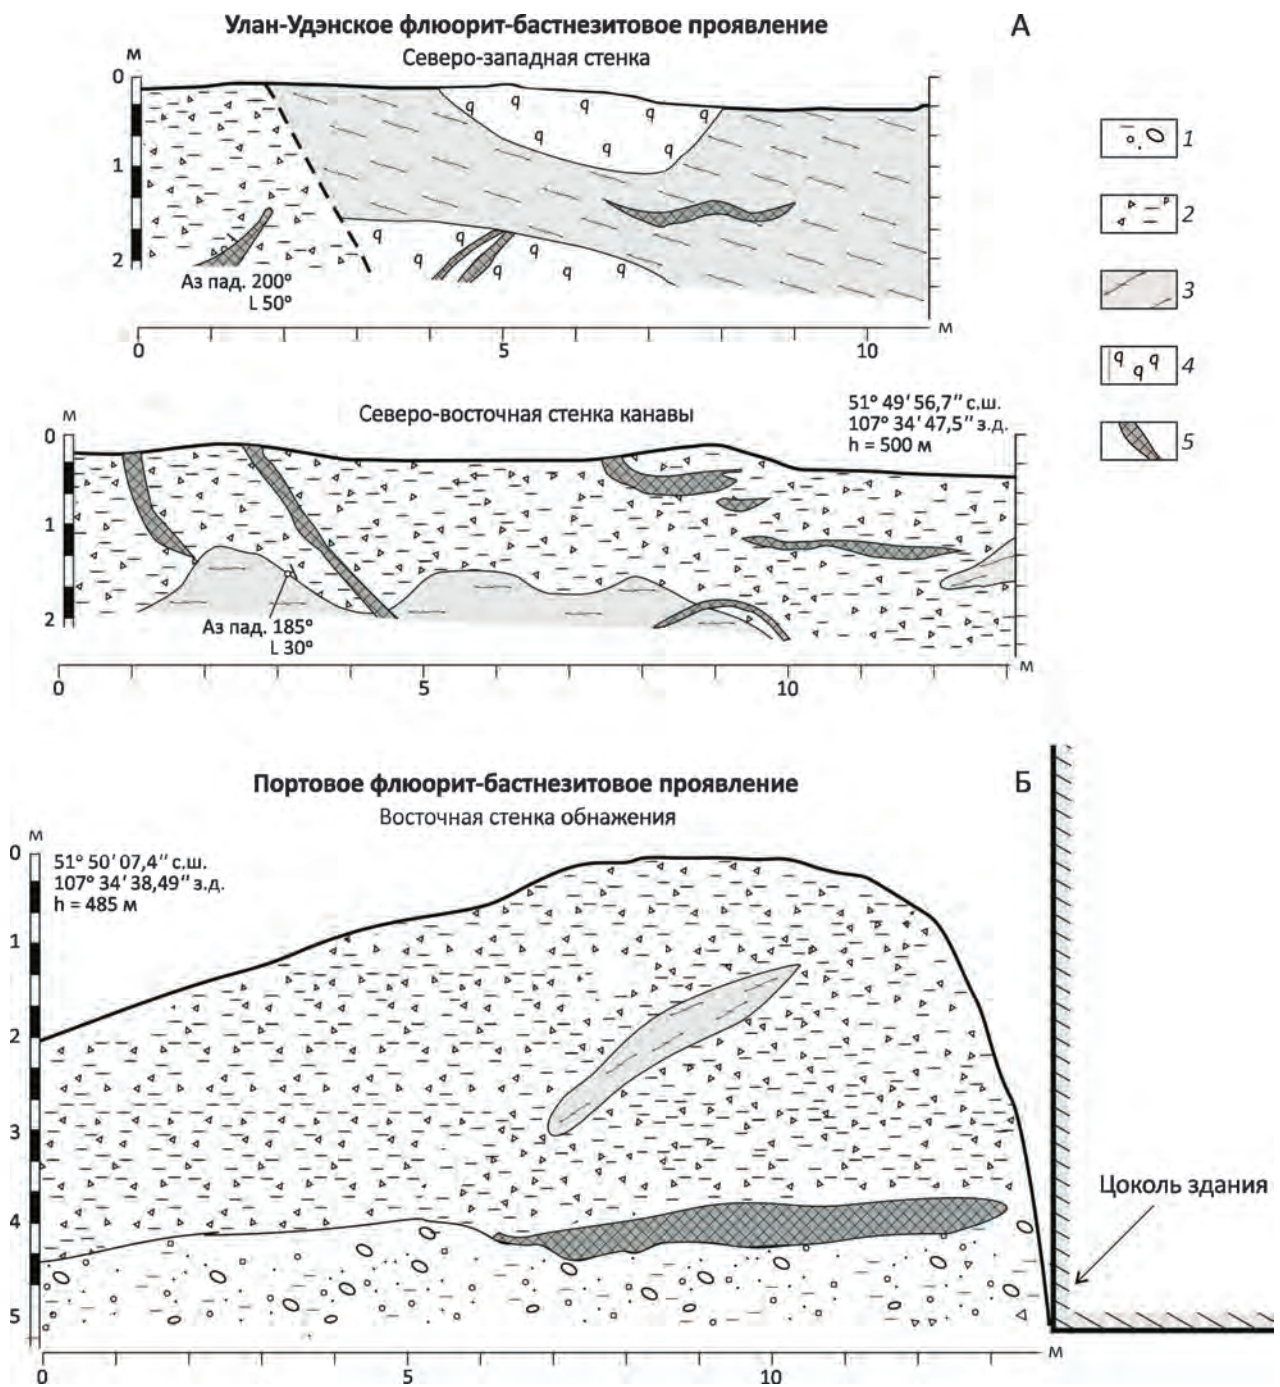 Улан-Удэнское флюорит-бастнезитовое проявление
А
Северо-западная стенка
м
0
1
2
q q q q q q q q q
q q q q q q q
Аз пад. 200°
L 50°
м
0 5 10
1
2
3
q q q
4
5
Северо-восточная стенка канавы
51° 49′ 56,7″ с.ш.
107° 34′ 47,5″ з.д.
h = 500 м
м
0
1
2
Аз пад. 185°
L 30°
м
0 5 10
Портовое флюорит-бастнезитовое проявление
Б
Восточная стенка обнажения
м
51° 50′ 07,4″ с.ш.
107° 34′ 38,49″ з.д.
h = 485 м
0
1
2
3
4
5
Цоколь здания
м
0 5 10